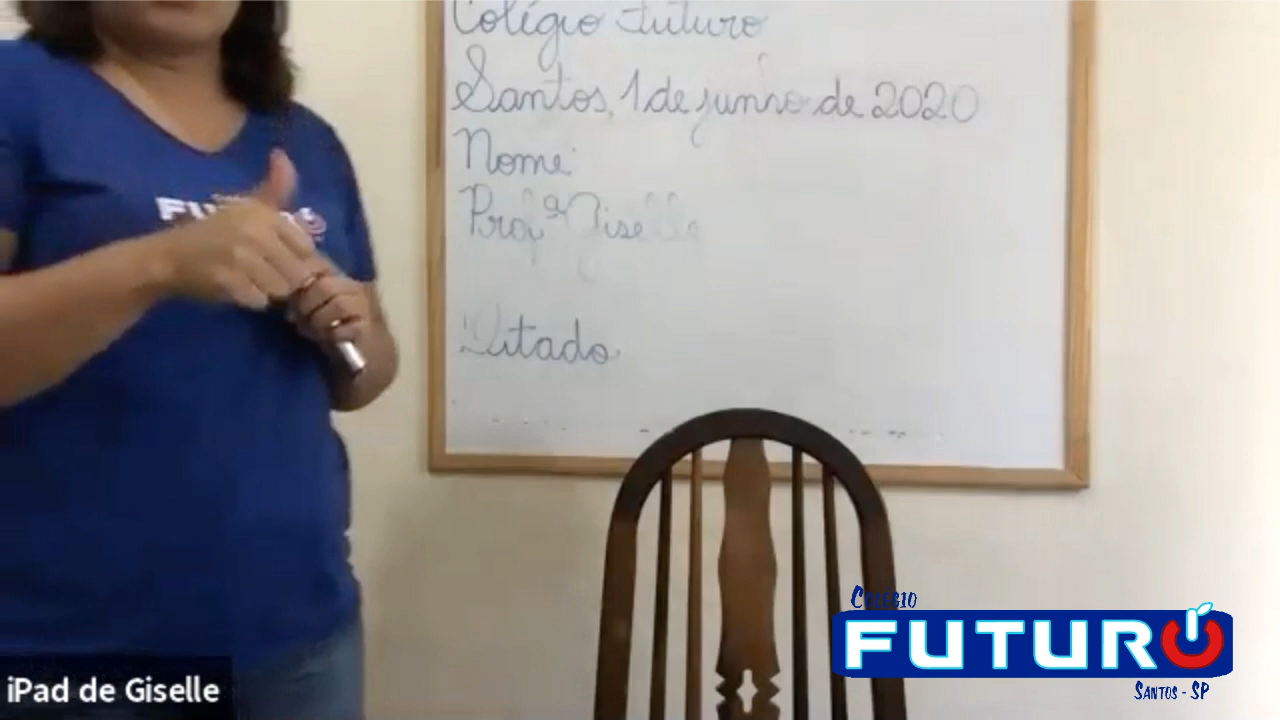 Colégio Futuro
Santos, 1 de junho de 2020
Nome:
Profª Giselle
Ditado
FUTURO
iPad de Giselle
COLÉGIO
FUTURO
SANTOS - SP